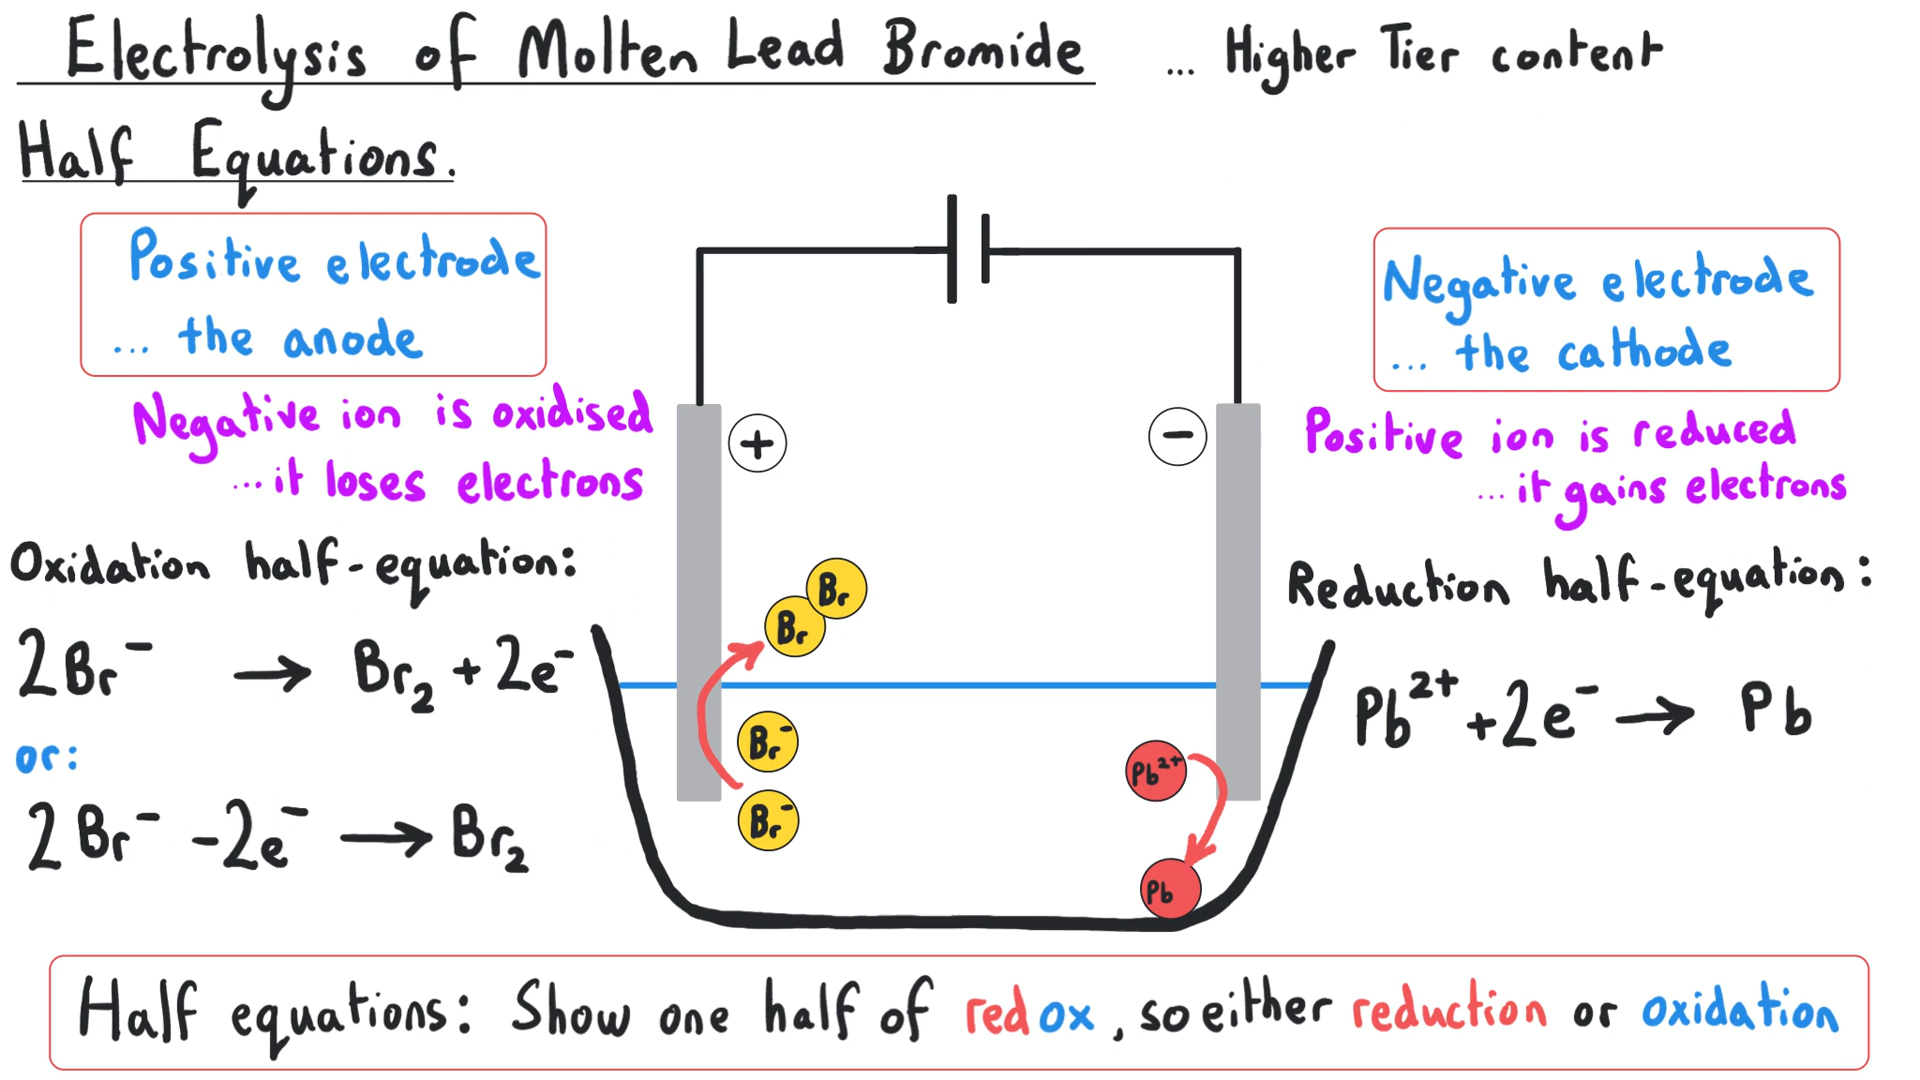 Electrolysis of Molten Lead Bromide ... Higher Tier content
Half Equations.
Positive electrode
... the anode
Negative ion is oxidised
... it loses electrons
Oxidation half-equation:
2Br⁻ → Br₂ + 2e⁻
or:
2Br⁻ -2e⁻ → Br₂
+
Br
Br
Br⁻
Br⁻
−
Pb²⁺
Pb
Negative electrode
... the cathode
Positive ion is reduced
... it gains electrons
Reduction half-equation:
Pb²⁺ + 2e⁻ → Pb
Half equations: Show one half of redox, so either reduction or oxidation